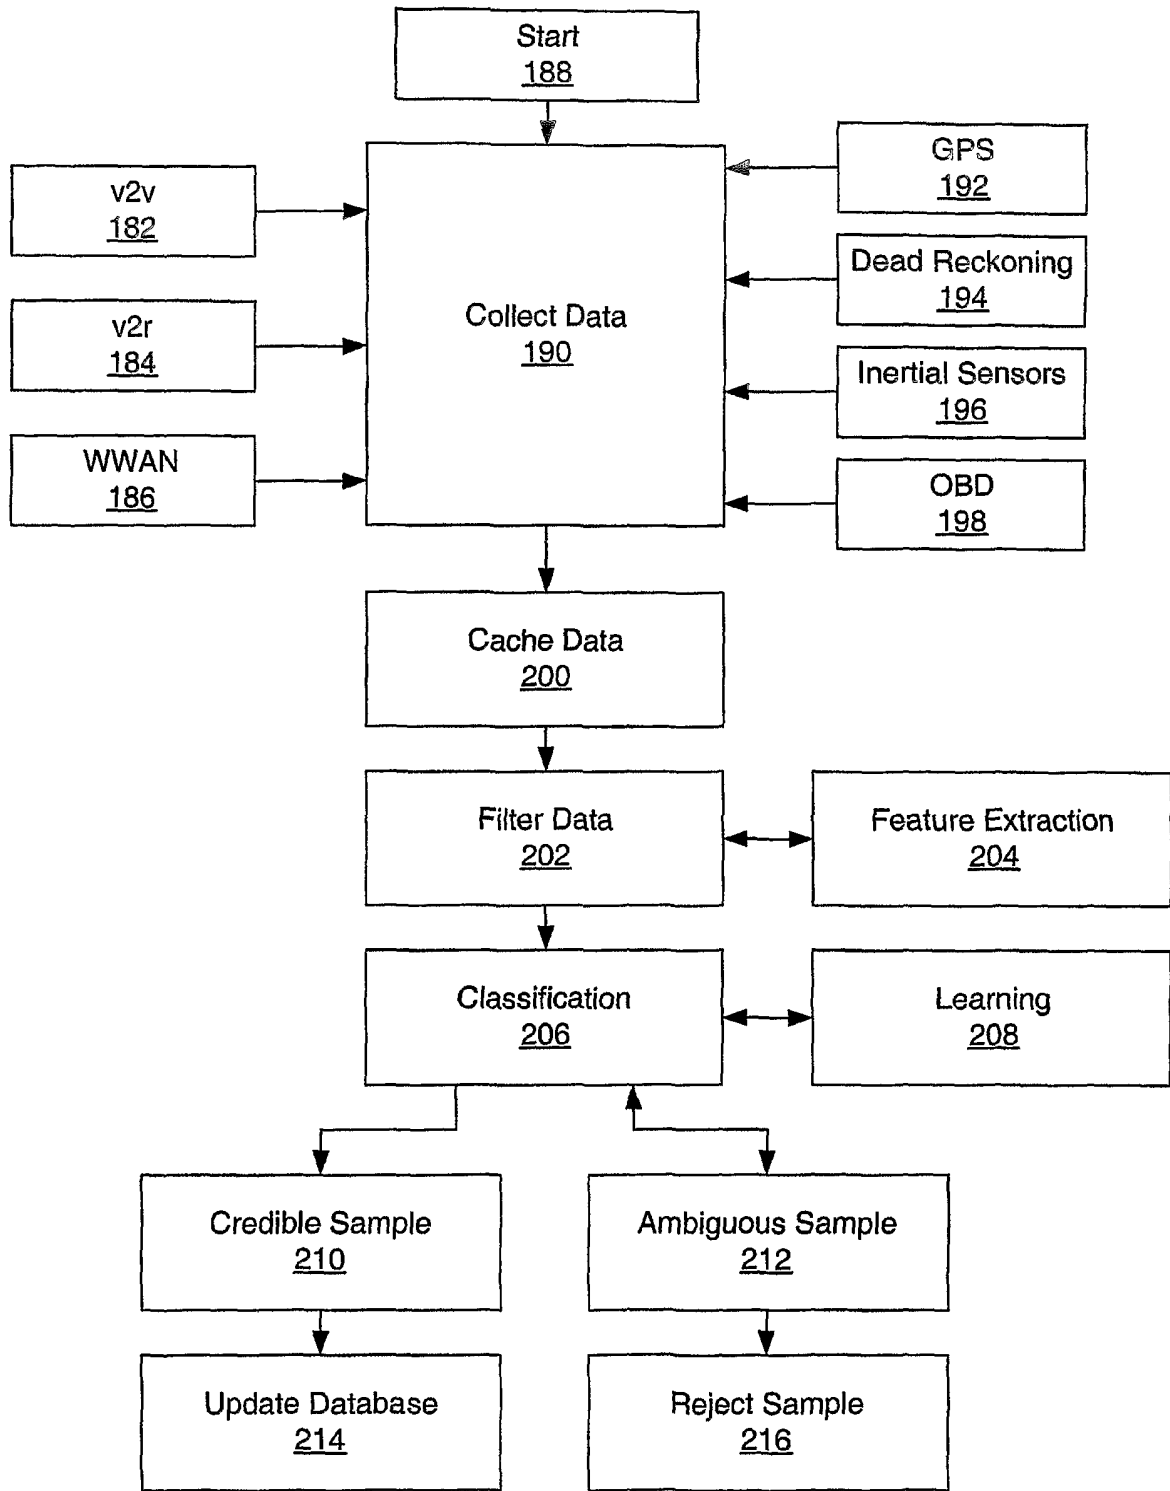 Start
188
v2v
182
v2r
184
WWAN
186
Collect Data
190
GPS
192
Dead Reckoning
194
Inertial Sensors
196
OBD
198
Cache Data
200
Filter Data
202
Feature Extraction
204
Classification
206
Learning
208
Credible Sample
210
Ambiguous Sample
212
Update Database
214
Reject Sample
216